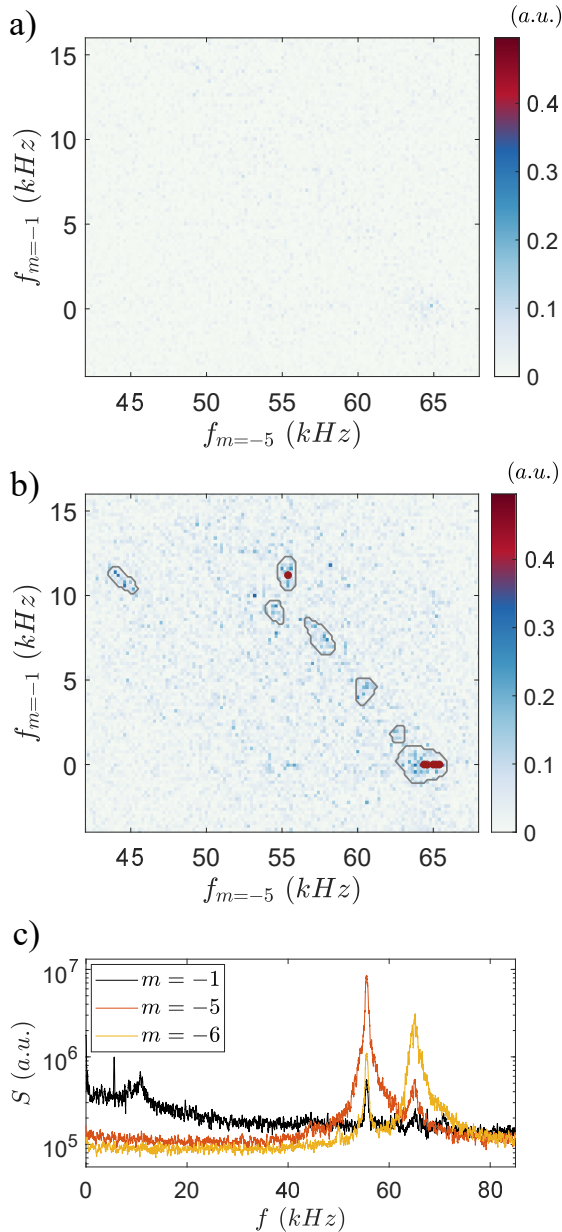 a)
(a.u.)
15
10
5
0
f_{m=-1} (kHz)
45 50 55 60 65
f_{m=-5} (kHz)
0.4
0.3
0.2
0.1
0
b)
(a.u.)
15
10
5
0
f_{m=-1} (kHz)
45 50 55 60 65
f_{m=-5} (kHz)
0.4
0.3
0.2
0.1
0
c)
10^7
10^6
10^5
S (a.u.)
m = −1
m = −5
m = −6
0 20 40 60 80
f (kHz)